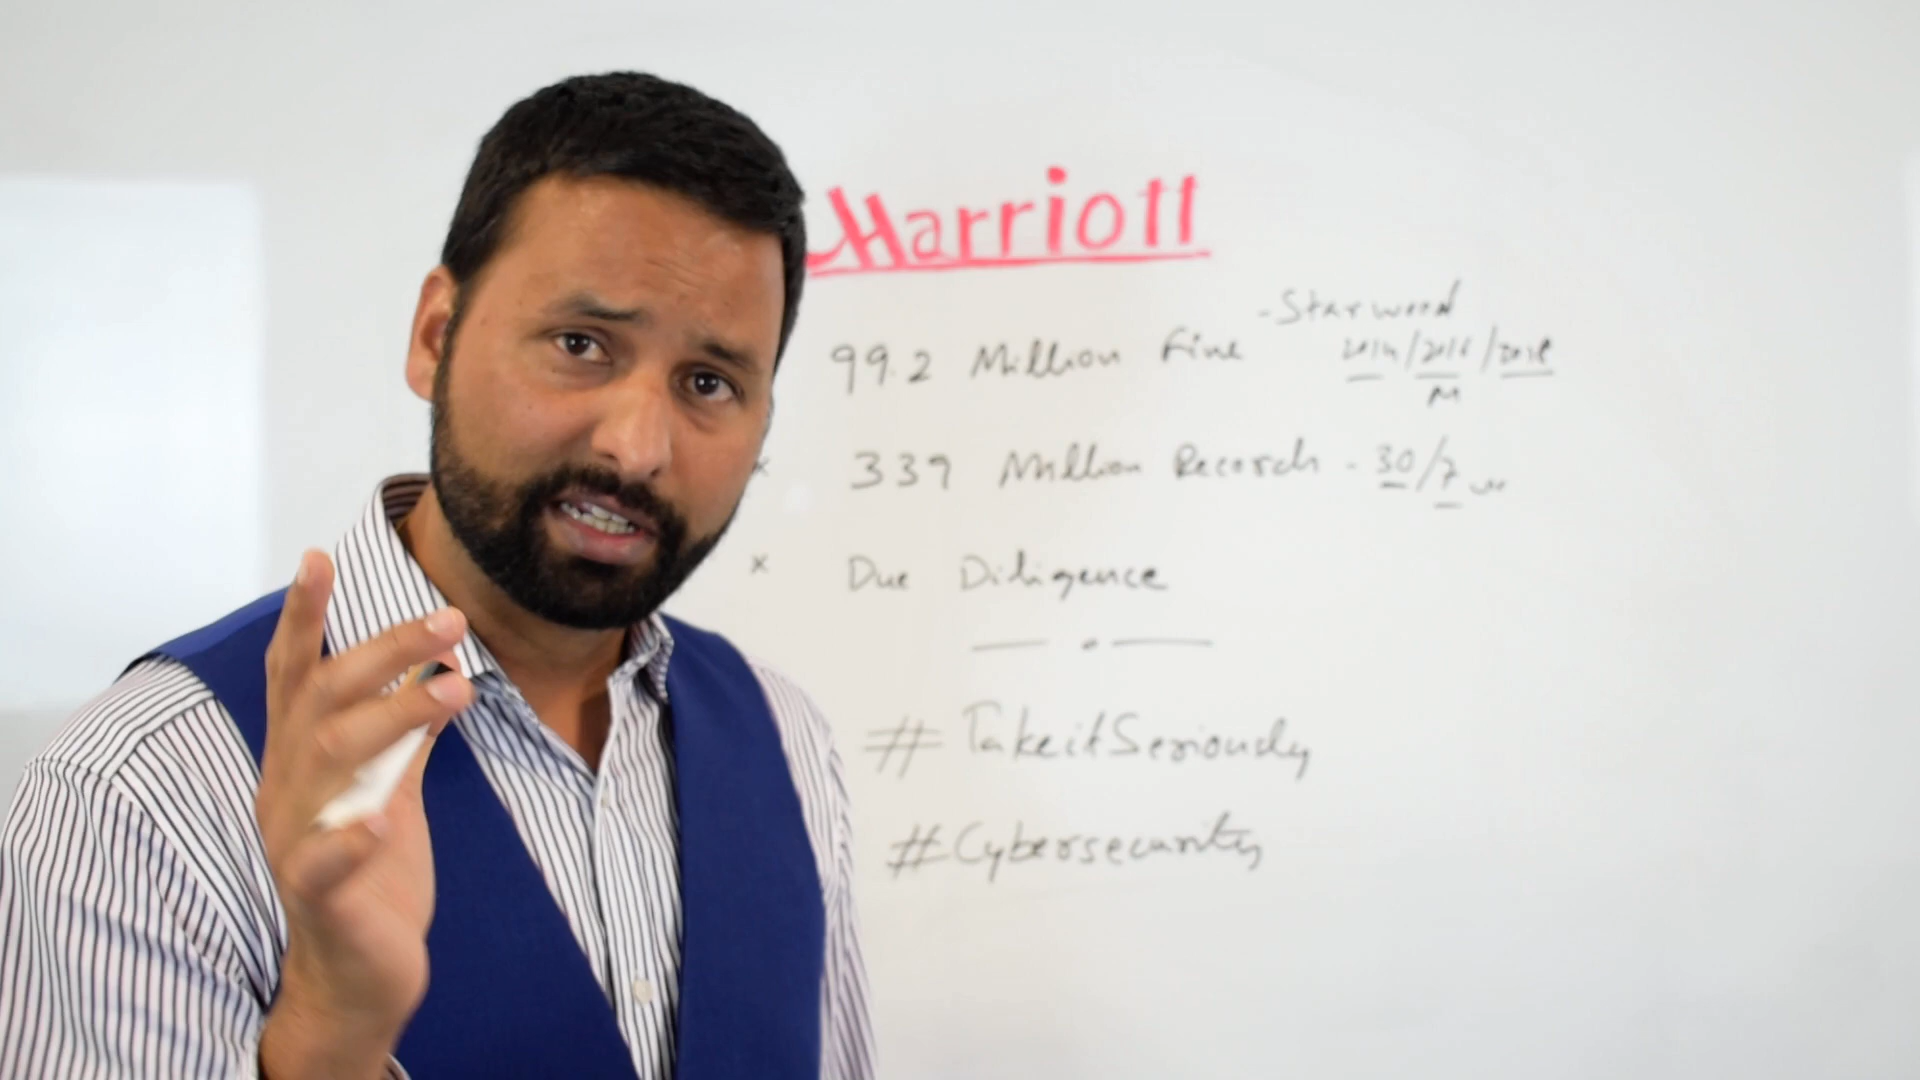 Marriott
- Starwood
99.2 Million Fine 2014/2016/2018
M
x 339 Million Records - 30/7
x Due Diligence
#TakeitSeriously
#Cybersecurity